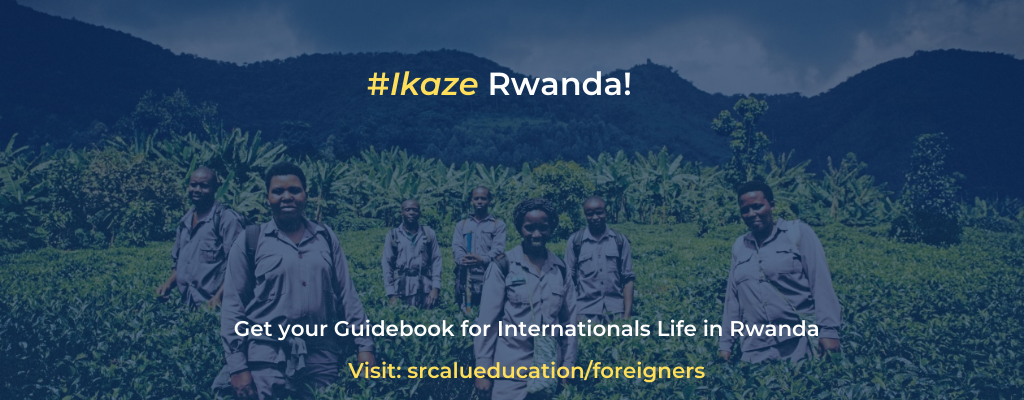 #Ikaze Rwanda!
Get your Guidebook for Internationals Life in Rwanda
Visit: srcalueducation/foreigners